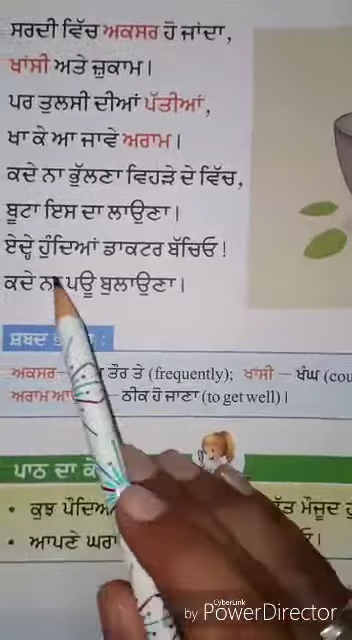 ਸਰਦੀ ਵਿੱਚ ਅਕਸਰ ਹੋ ਜਾਂਦਾ,
ਖਾਂਸੀ ਅਤੇ ਜ਼ੁਕਾਮ।
ਪਰ ਤੁਲਸੀ ਦੀਆਂ ਪੱਤੀਆਂ,
ਖਾ ਕੇ ਆ ਜਾਵੇ ਅਰਾਮ।
ਕਦੇ ਨਾ ਭੁੱਲਣਾ ਵਿਹੜੇ ਦੇ ਵਿੱਚ,
ਬੂਟਾ ਇਸ ਦਾ ਲਾਉਣਾ।
ਏਦ੍ਹੇ ਹੁੰਦਿਆਂ ਡਾਕਟਰ ਬੱਚਿਓ!
ਕਦੇ ਨਾ ਪਊ ਬੁਲਾਉਣਾ।
ਸ਼ਬਦ
ਅਕਸਰ – ਤੌਰ ਤੇ (frequently); ਖਾਂਸੀ – ਖੰਘ
ਅਰਾਮ – ਠੀਕ ਹੋ ਜਾਣਾ (to get well)।
ਪਾਠ ਦਾ
• ਕੁਝ ਮੌਜੂਦ
• ਆਪਣੇ ਘਰਾਂ
CyberLink
by PowerDirector